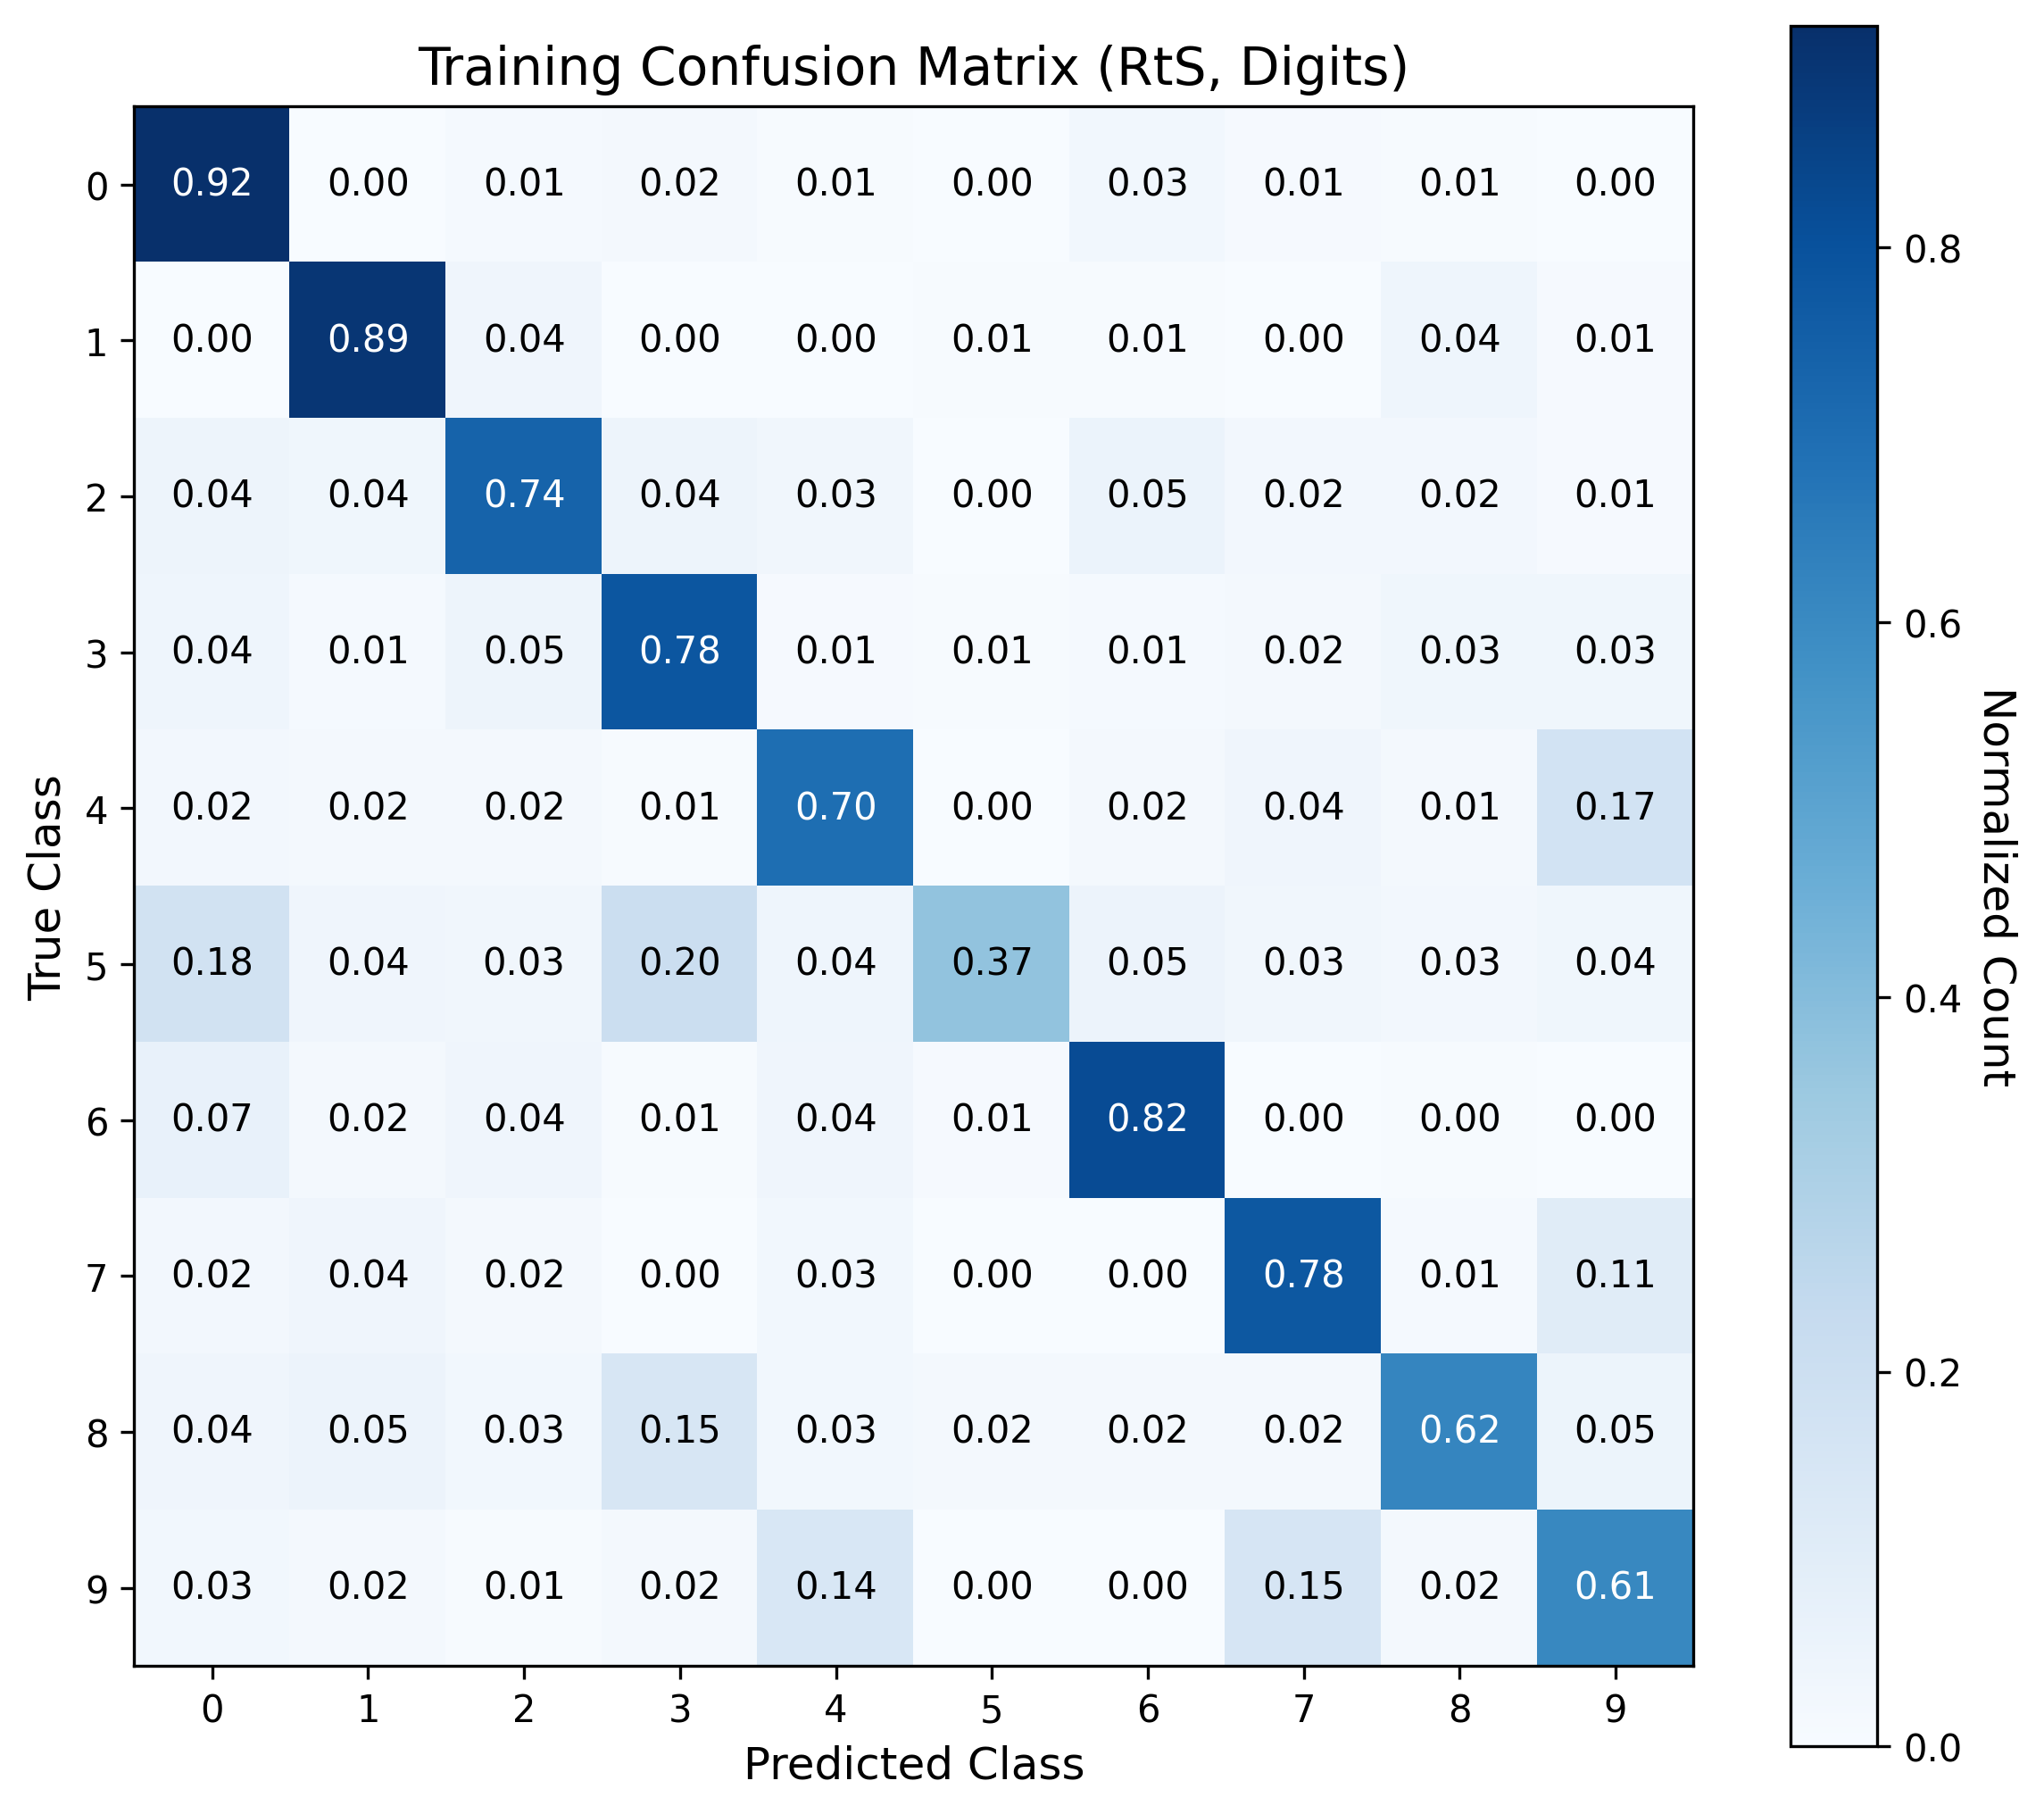 Training Confusion Matrix (RtS, Digits)
0 0.92 0.00 0.01 0.02 0.01 0.00 0.03 0.01 0.01 0.00
1 0.00 0.89 0.04 0.00 0.00 0.01 0.01 0.00 0.04 0.01
2 0.04 0.04 0.74 0.04 0.03 0.00 0.05 0.02 0.02 0.01
3 0.04 0.01 0.05 0.78 0.01 0.01 0.01 0.02 0.03 0.03
4 0.02 0.02 0.02 0.01 0.70 0.00 0.02 0.04 0.01 0.17
5 0.18 0.04 0.03 0.20 0.04 0.37 0.05 0.03 0.03 0.04
6 0.07 0.02 0.04 0.01 0.04 0.01 0.82 0.00 0.00 0.00
7 0.02 0.04 0.02 0.00 0.03 0.00 0.00 0.78 0.01 0.11
8 0.04 0.05 0.03 0.15 0.03 0.02 0.02 0.02 0.62 0.05
9 0.03 0.02 0.01 0.02 0.14 0.00 0.00 0.15 0.02 0.61
0 1 2 3 4 5 6 7 8 9
Predicted Class
True Class
0.8
0.6
0.4
0.2
0.0
Normalized Count